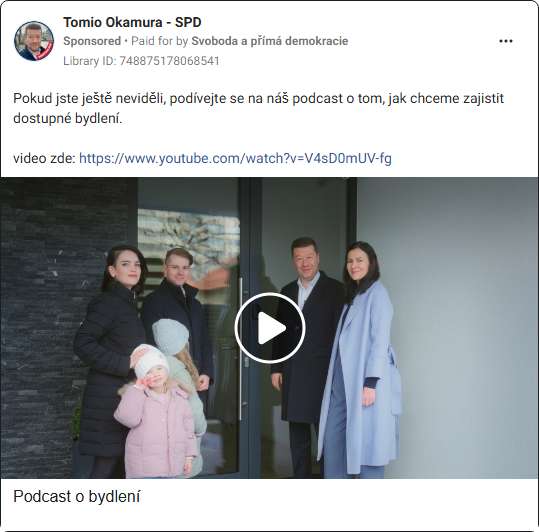 Tomio Okamura - SPD
Sponsored • Paid for by Svoboda a přímá demokracie
Library ID: 748875178068541
Pokud jste ještě neviděli, podívejte se na náš podcast o tom, jak chceme zajistit
dostupné bydlení.
video zde: https://www.youtube.com/watch?v=V4sD0mUV-fg
Podcast o bydlení